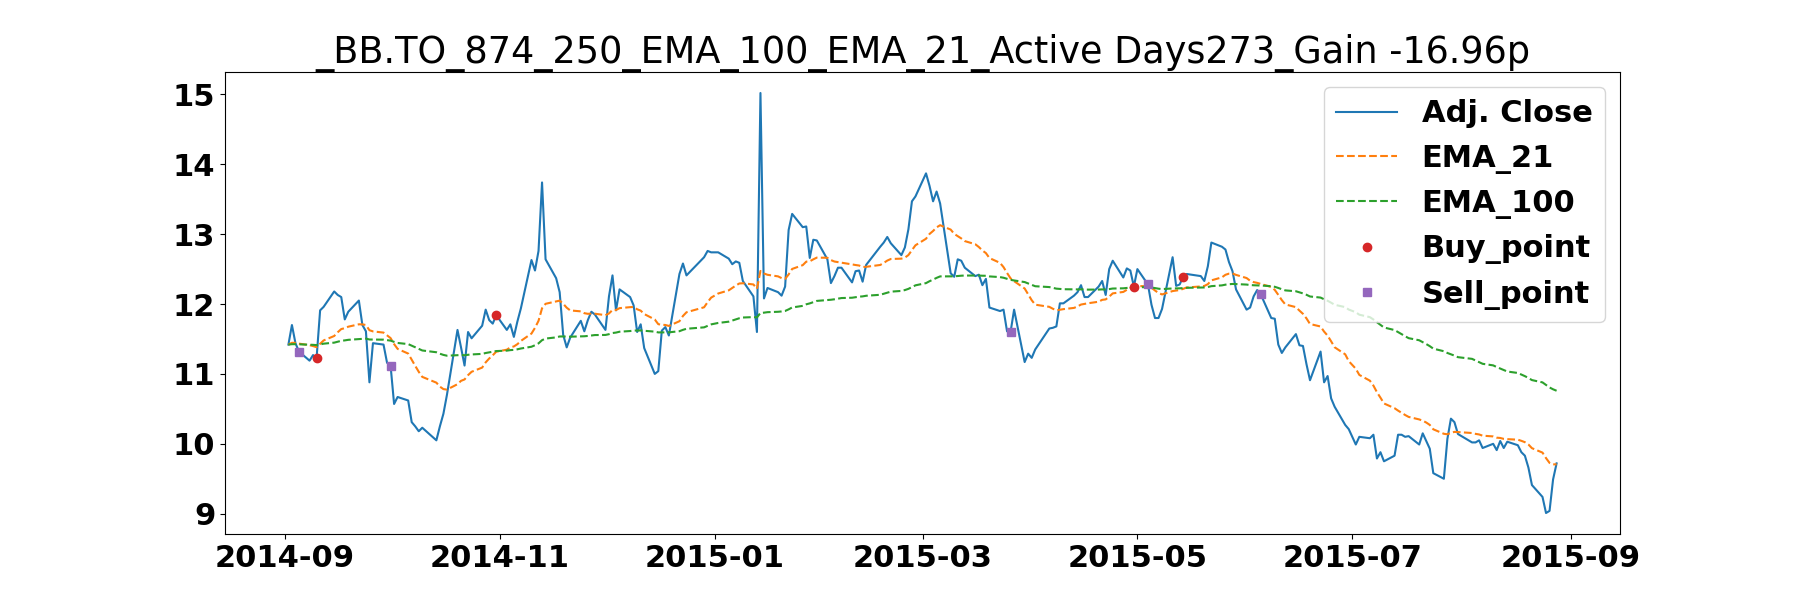 _BB.TO_874_250_EMA_100_EMA_21_Active Days273_Gain -16.96p
15
14
13
12
11
10
9
2014-09 2014-11 2015-01 2015-03 2015-05 2015-07 2015-09
Adj. Close
EMA_21
EMA_100
Buy_point
Sell_point